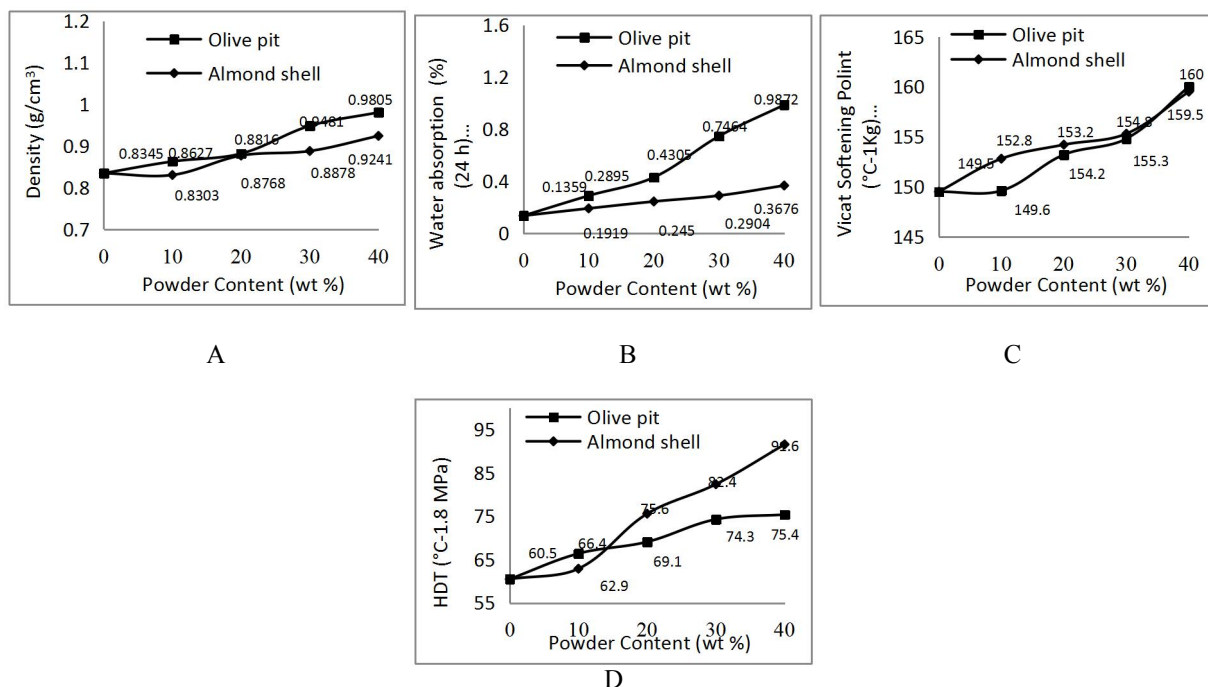 1.2
1.1
1
0.9
0.8
0.7
Density (g/cm³)
Olive pit
Almond shell
0.8345
0.8627
0.8816
0.9481
0.9805
0.8303
0.8768
0.8878
0.9241
0 10 20 30 40
Powder Content (wt %)
A
1.6
1.2
0.8
0.4
0
Water absorption (%)
(24 h)...
Olive pit
Almond shell
0.1359
0.2895
0.4305
0.7464
0.9872
0.1919
0.245
0.2904
0.3676
0 10 20 30 40
Powder Content (wt %)
B
165
160
155
150
145
Vicat Softening Polint
(°C-1Kg)...
Olive pit
Almond shell
149.5
152.8
153.2
154.8
160
149.6
154.2
155.3
159.5
0 10 20 30 40
Powder Content (wt %)
C
95
85
75
65
55
HDT (°C-1.8 MPa)
Olive pit
Almond shell
60.5
66.4
75.6
82.4
91.6
62.9
69.1
74.3
75.4
0 10 20 30 40
Powder Content (wt %)
D